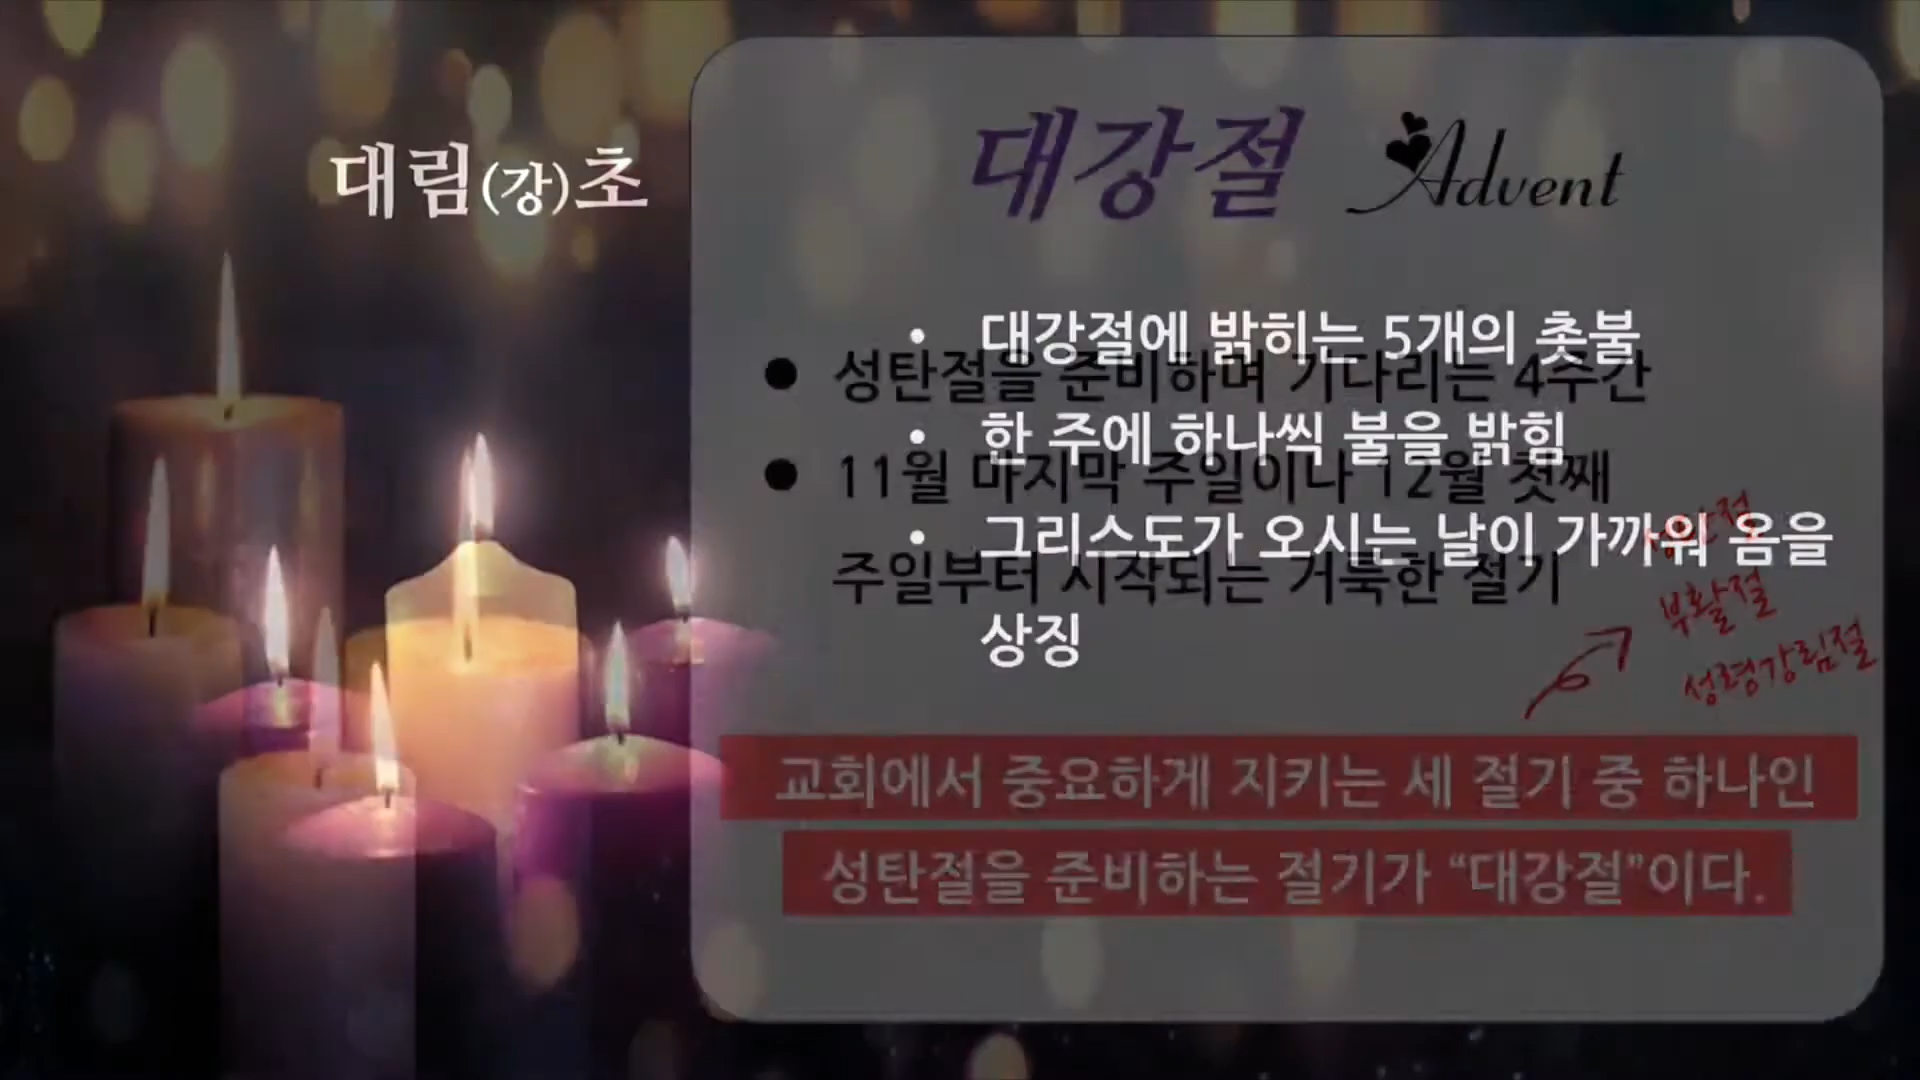 대림(강)초
대강절 Advent
• 대강절에 밝히는 5개의 촛불
● 성탄절을 준비하며 기다리는 4주간
• 한 주에 하나씩 불을 밝힘
● 11월 마지막 주일이나 12월 첫째
• 그리스도가 오시는 날이 가까워 옴을
성탄절
주일부터 시작되는 거룩한 절기
부활절
상징
성령강림절
교회에서 중요하게 지키는 세 절기 중 하나인
성탄절을 준비하는 절기가 “대강절”이다.